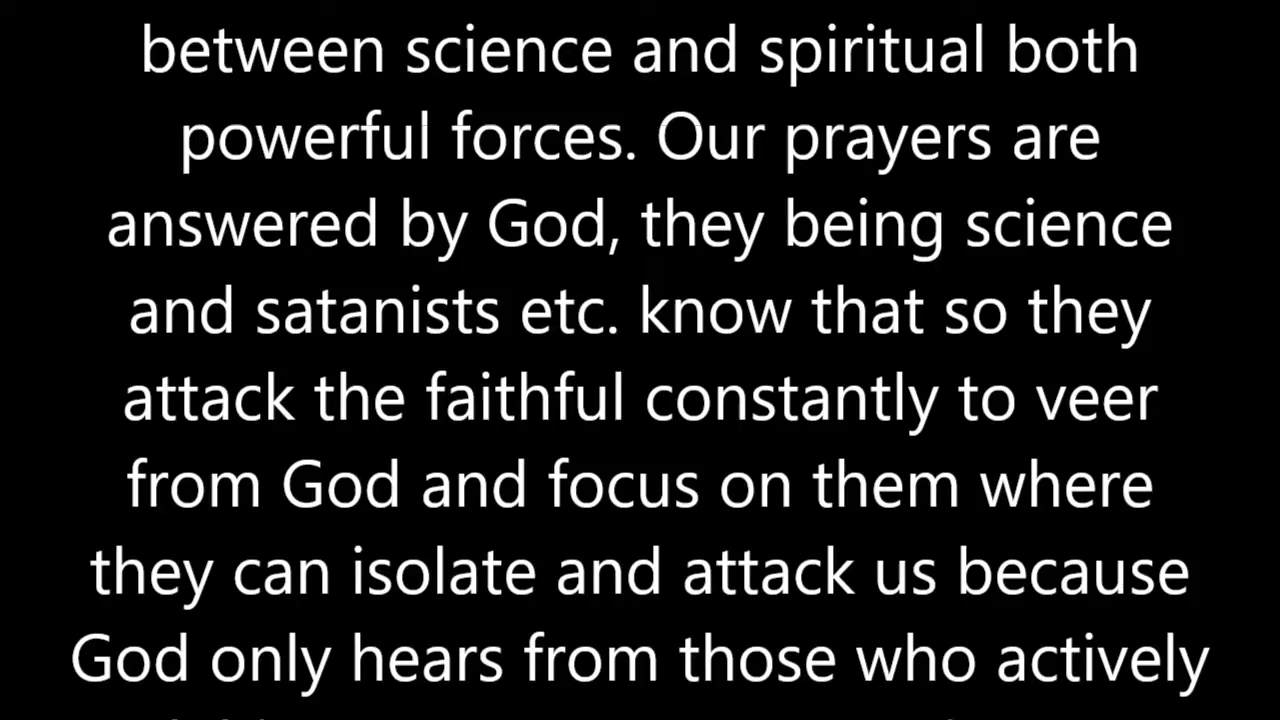 between science and spiritual both
powerful forces. Our prayers are
answered by God, they being science
and satanists etc. know that so they
attack the faithful constantly to veer
from God and focus on them where
they can isolate and attack us because
God only hears from those who actively